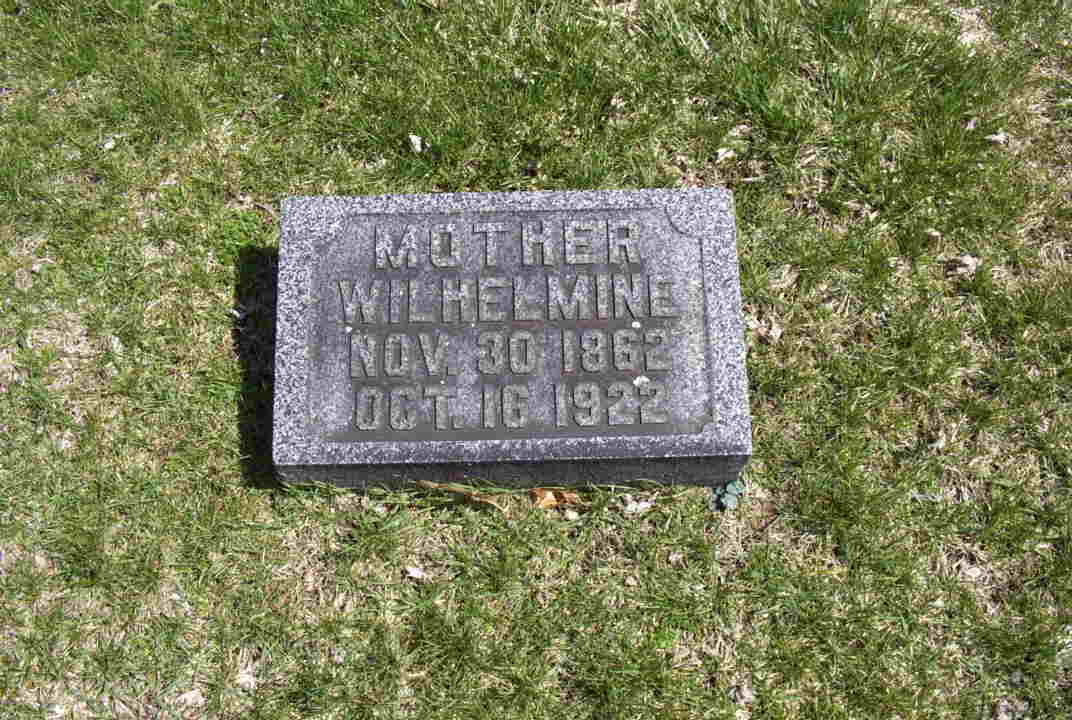 MOTHER
WILHELMINE
NOV. 30 1862
OCT. 16 1922